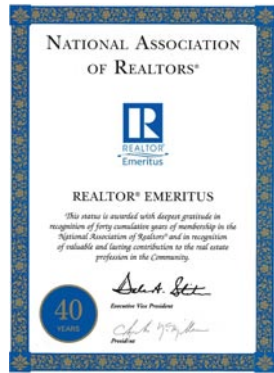 NATIONAL ASSOCIATION
OF REALTORS®
R
REALTOR®
Emeritus
REALTOR® EMERITUS
This status is awarded with deepest gratitude in
recognition of forty cumulative years of membership in the
National Association of Realtors® and in recognition
of valuable and lasting contribution to the real estate
profession in the Community.
Executive Vice President
President
40
YEARS